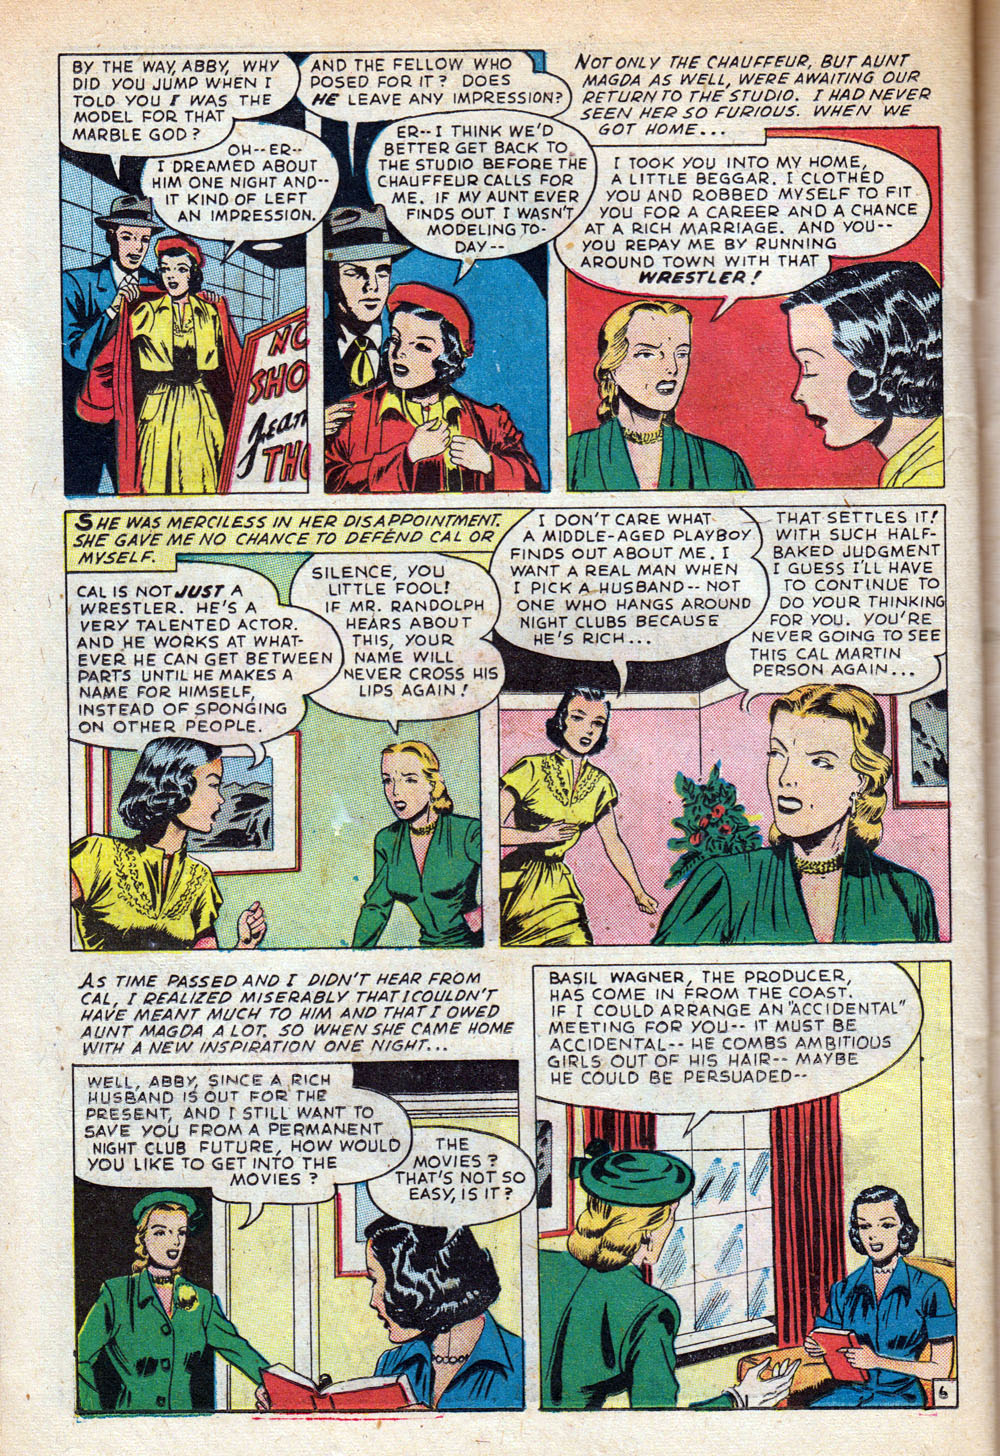 BY THE WAY, ABBY, WHY
DID YOU JUMP WHEN I
TOLD YOU I WAS THE
MODEL FOR THAT
MARBLE GOD?
OH--ER--
I DREAMED ABOUT
HIM ONE NIGHT AND--
IT KIND OF LEFT
AN IMPRESSION.
NO
SHO
Jean
THO
AND THE FELLOW WHO
POSED FOR IT? DOES
HE LEAVE ANY IMPRESSION?
ER--I THINK WE'D
BETTER GET BACK TO
THE STUDIO BEFORE THE
CHAUFFEUR CALLS FOR
ME. IF MY AUNT EVER
FINDS OUT I WASN'T
MODELING TO-
DAY--
NOT ONLY THE CHAUFFEUR, BUT AUNT
MAGDA AS WELL, WERE AWAITING OUR
RETURN TO THE STUDIO. I HAD NEVER
SEEN HER SO FURIOUS. WHEN WE
GOT HOME...
I TOOK YOU INTO MY HOME,
A LITTLE BEGGAR. I CLOTHED
YOU AND ROBBED MYSELF TO FIT
YOU FOR A CAREER AND A CHANCE
AT A RICH MARRIAGE. AND YOU--
YOU REPAY ME BY RUNNING
AROUND TOWN WITH THAT
WRESTLER!
SHE WAS MERCILESS IN HER DISAPPOINTMENT.
SHE GAVE ME NO CHANCE TO DEFEND CAL OR
MYSELF.
CAL IS NOT JUST A
WRESTLER. HE'S A
VERY TALENTED ACTOR.
AND HE WORKS AT WHAT-
EVER HE CAN GET BETWEEN
PARTS UNTIL HE MAKES A
NAME FOR HIMSELF,
INSTEAD OF SPONGING
ON OTHER PEOPLE.
SILENCE, YOU
LITTLE FOOL!
IF MR. RANDOLPH
HEARS ABOUT
THIS, YOUR
NAME WILL
NEVER CROSS HIS
LIPS AGAIN!
I DON'T CARE WHAT
A MIDDLE-AGED PLAYBOY
FINDS OUT ABOUT ME. I
WANT A REAL MAN WHEN
I PICK A HUSBAND--NOT
ONE WHO HANGS AROUND
NIGHT CLUBS BECAUSE
HE'S RICH...
THAT SETTLES IT!
WITH SUCH HALF-
BAKED JUDGMENT
I GUESS I'LL HAVE
TO CONTINUE TO
DO YOUR THINKING
FOR YOU. YOU'RE
NEVER GOING TO SEE
THIS CAL MARTIN
PERSON AGAIN...
AS TIME PASSED AND I DIDN'T HEAR FROM
CAL, I REALIZED MISERABLY THAT I COULDN'T
HAVE MEANT MUCH TO HIM AND THAT I OWED
AUNT MAGDA A LOT. SO WHEN SHE CAME HOME
WITH A NEW INSPIRATION ONE NIGHT...
WELL, ABBY, SINCE A RICH
HUSBAND IS OUT FOR THE
PRESENT, AND I STILL WANT TO
SAVE YOU FROM A PERMANENT
NIGHT CLUB FUTURE, HOW WOULD
YOU LIKE TO GET INTO THE
MOVIES?
THE
MOVIES?
THAT'S NOT SO
EASY, IS IT?
BASIL WAGNER, THE PRODUCER,
HAS COME IN FROM THE COAST.
IF I COULD ARRANGE AN "ACCIDENTAL"
MEETING FOR YOU--IT MUST BE
ACCIDENTAL--HE COMBS AMBITIOUS
GIRLS OUT OF HIS HAIR--MAYBE
HE COULD BE PERSUADED--
6